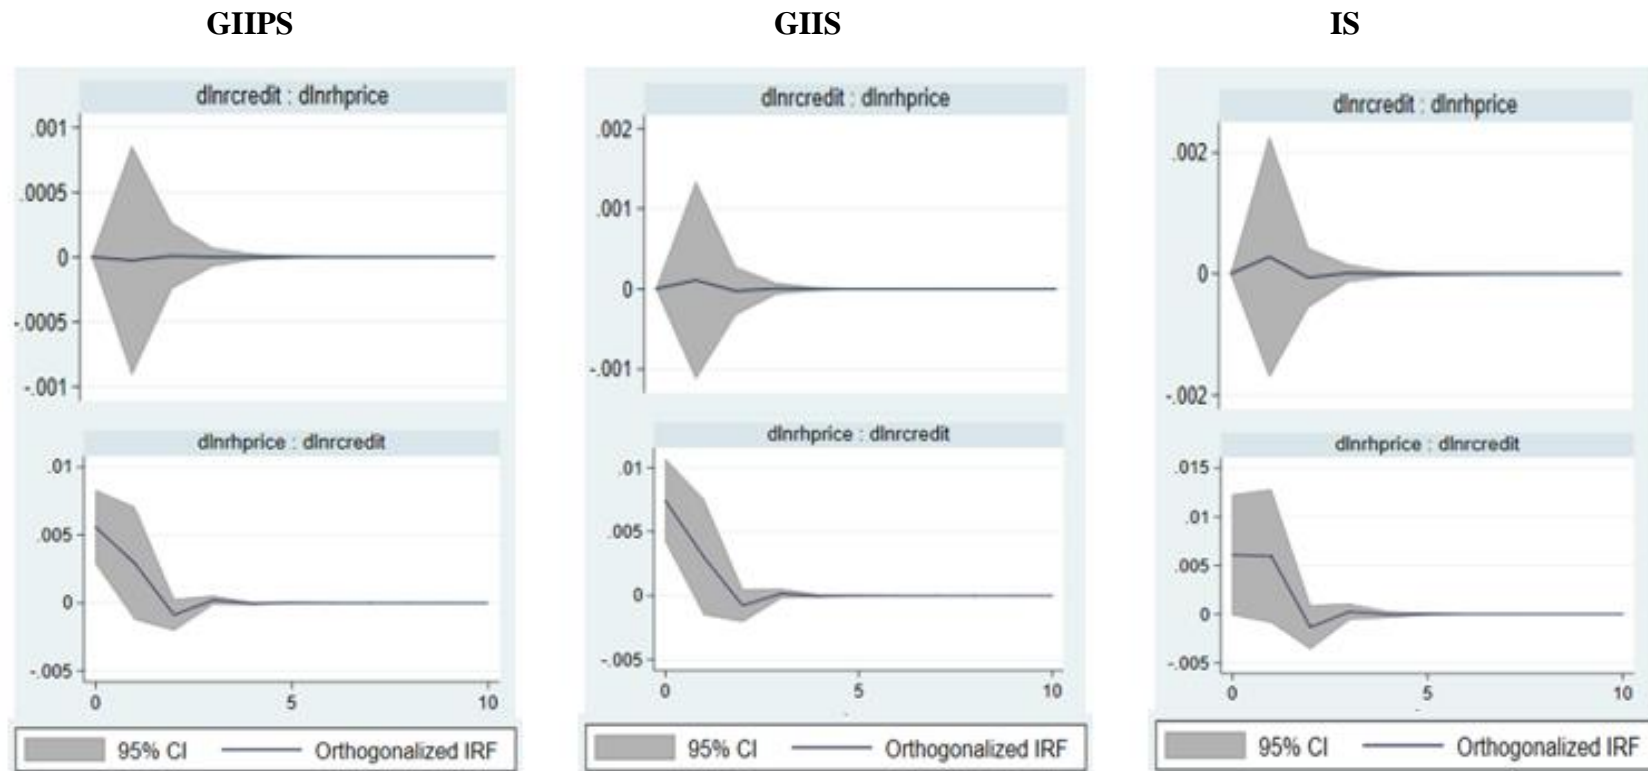 GIIPS
dlnrcredit : dlnrhprice
.001
.0005
0
-.0005
-.001
dlnrhprice : dlnrcredit
.01
.005
0
-.005
0 5 10
95% CI Orthogonalized IRF
GIIS
dlnrcredit : dlnrhprice
.002
.001
0
-.001
dlnrhprice : dlnrcredit
.01
.005
0
-.005
0 5 10
95% CI Orthogonalized IRF
IS
dlnrcredit : dlnrhprice
.002
0
-.002
dlnrhprice : dlnrcredit
.015
.01
.005
0
-.005
0 5 10
95% CI Orthogonalized IRF